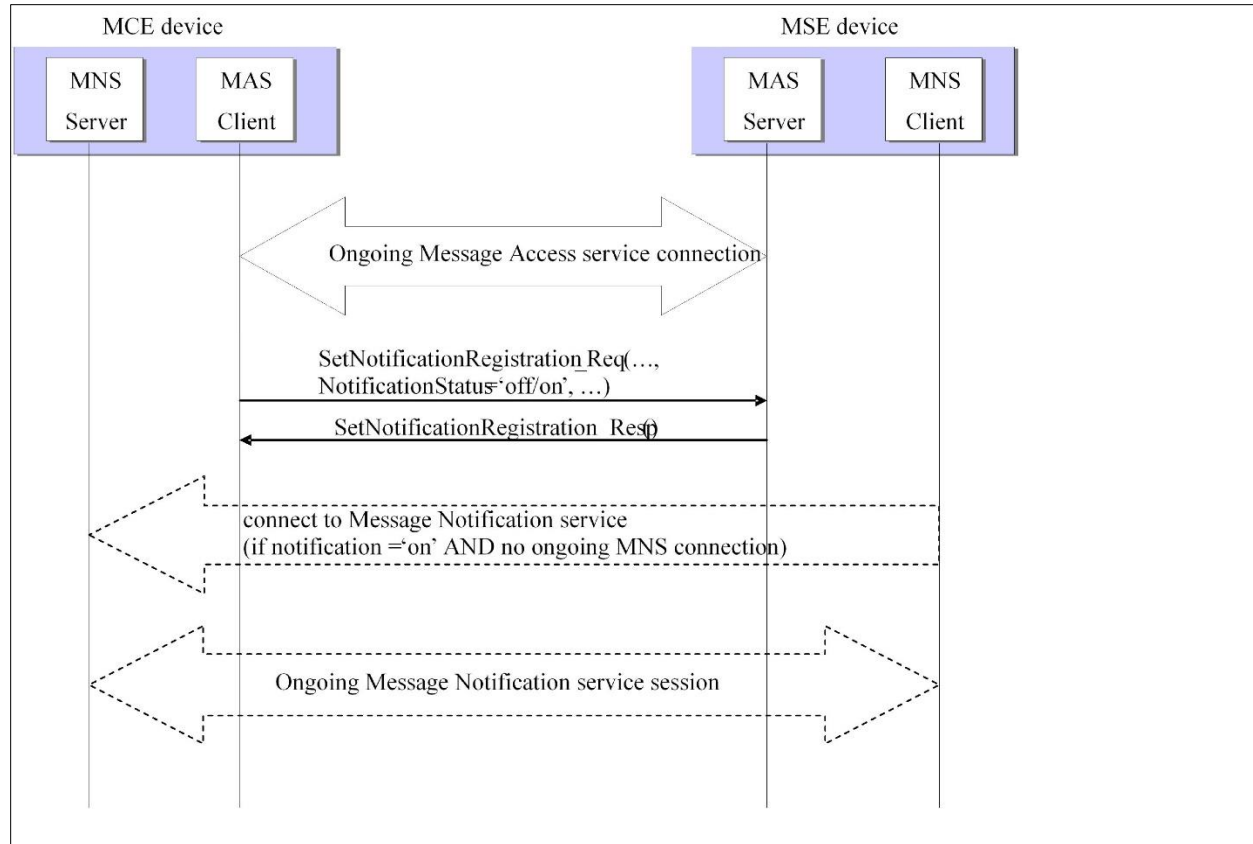 MCE device
MSE device
MNS
Server
MAS
Client
MAS
Server
MNS
Client
Ongoing Message Access service connection
SetNotificationRegistration_Req(…,
NotificationStatus=‘off/on’, …)
SetNotificationRegistration_Resp()
connect to Message Notification service
(if notification =‘on’ AND no ongoing MNS connection)
Ongoing Message Notification service session